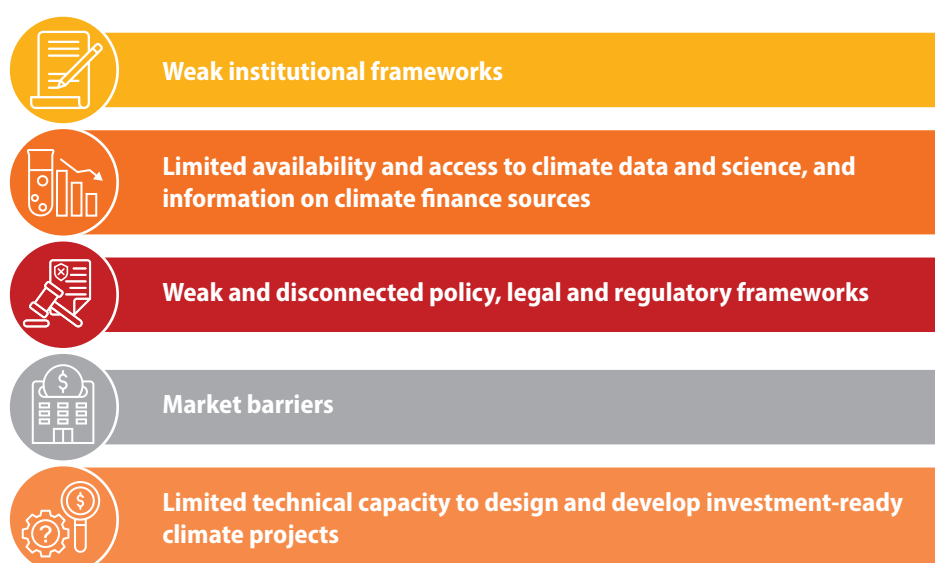 Weak institutional frameworks
Limited availability and access to climate data and science, and
information on climate finance sources
Weak and disconnected policy, legal and regulatory frameworks
$
Market barriers
$
?
Limited technical capacity to design and develop investment-ready
climate projects